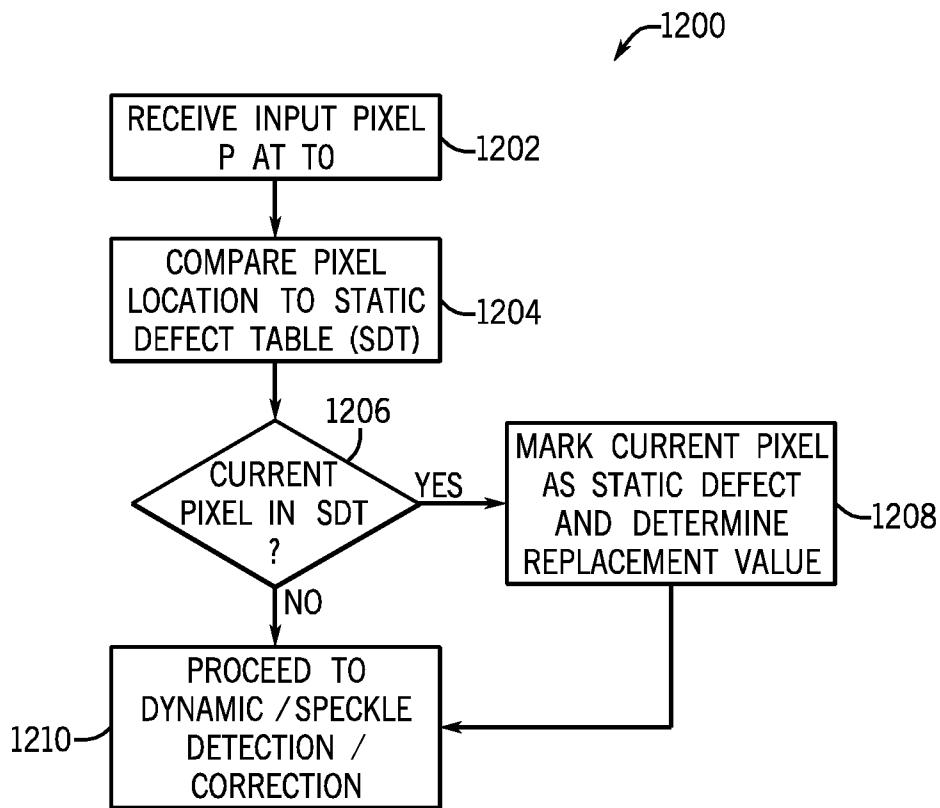 1200
RECEIVE INPUT PIXEL
P AT TO
1202
COMPARE PIXEL
LOCATION TO STATIC
DEFECT TABLE (SDT)
1204
1206
CURRENT
PIXEL IN SDT
?
YES
NO
MARK CURRENT PIXEL
AS STATIC DEFECT
AND DETERMINE
REPLACEMENT VALUE
1208
PROCEED TO
DYNAMIC / SPECKLE
DETECTION /
CORRECTION
1210